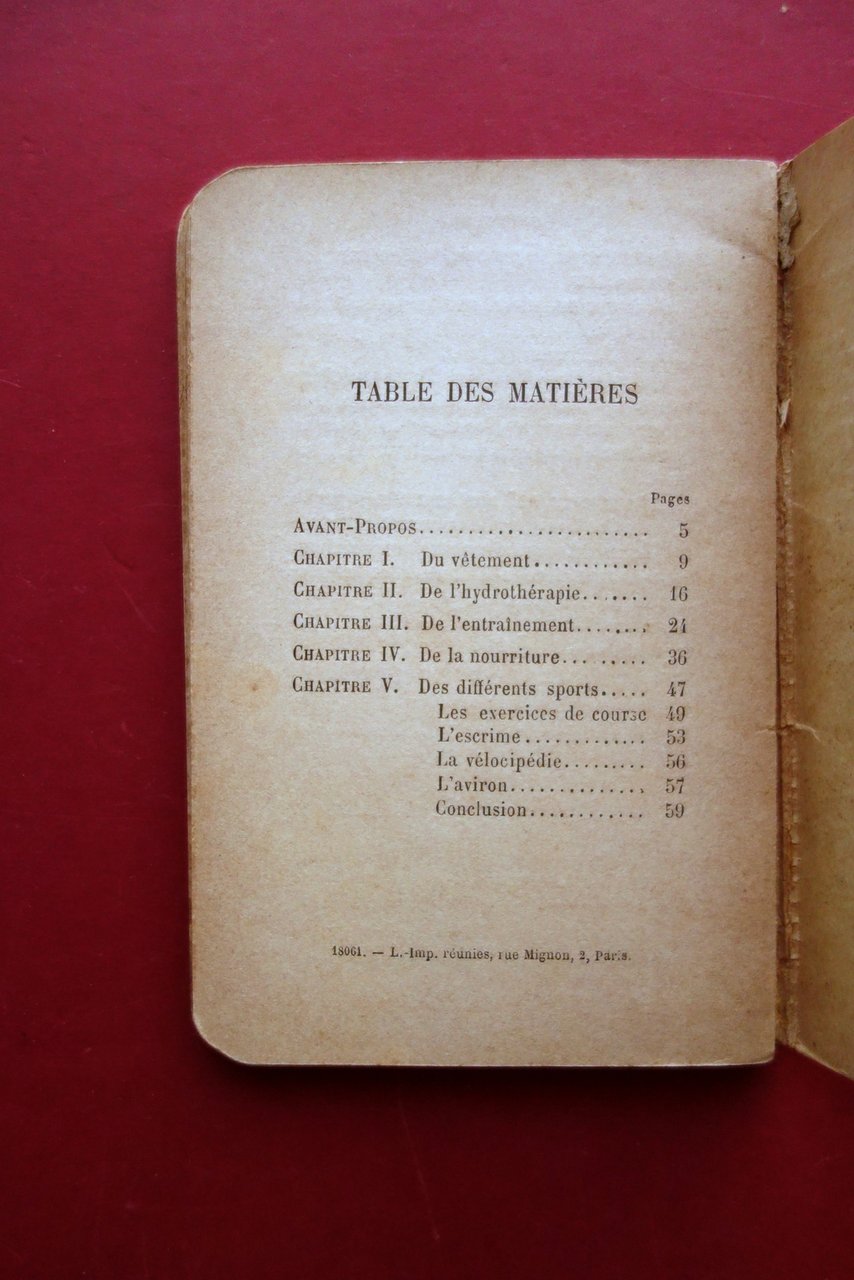 TABLE DES MATIÈRES
Pages
AVANT-PROPOS........................ 5
CHAPITRE I. Du vêtement............ 9
CHAPITRE II. De l'hydrothérapie....... 16
CHAPITRE III. De l'entraînement........ 24
CHAPITRE IV. De la nourriture... ...... 36
CHAPITRE V. Des différents sports..... 47
Les exercices de course 49
L'escrime............. 53
La vélocipédie......... 56
L'aviron.............. 57
Conclusion............ 59
18061. — L.-Imp. réunies, rue Mignon, 2, Paris.